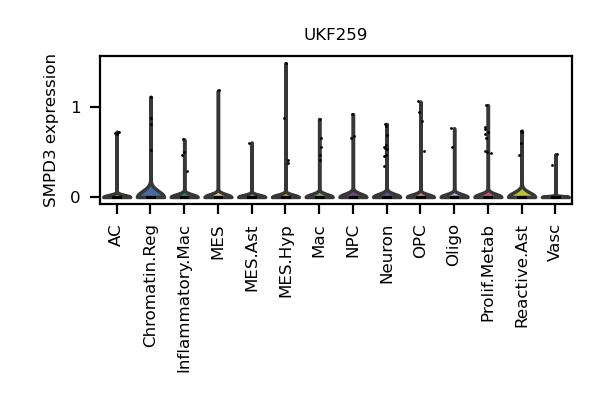 UKF259
SMPD3 expression
1
0
AC
Chromatin.Reg
Inflammatory.Mac
MES
MES.Ast
MES.Hyp
Mac
NPC
Neuron
OPC
Oligo
Prolif.Metab
Reactive.Ast
Vasc